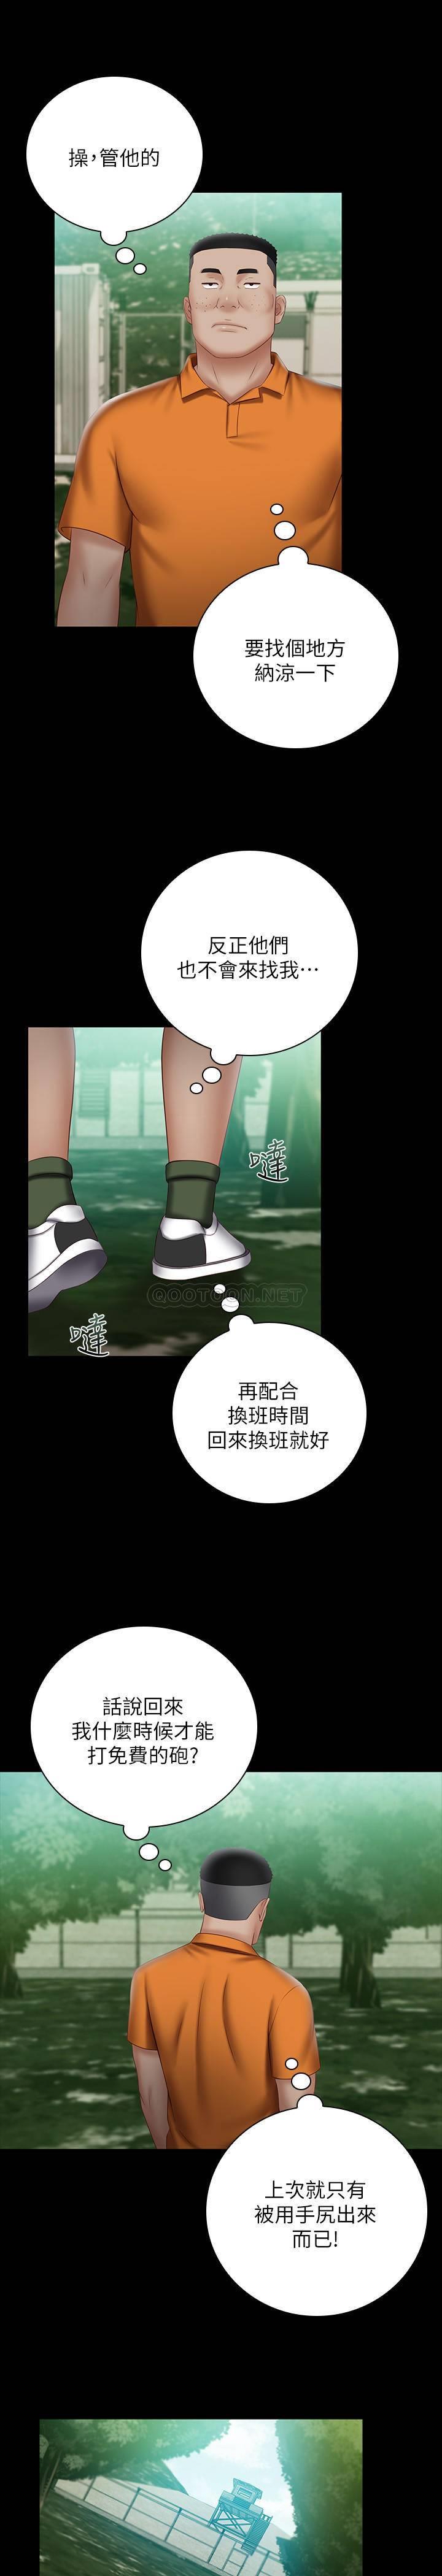 操，管他的
要找個地方
納涼一下
反正他們
也不會來找我…
噠
QOOTOON.NET
噠
再配合
換班時間
回來換班就好
話說回來
我什麼時候才能
打免費的砲?
上次就只有
被用手尻出來
而已!